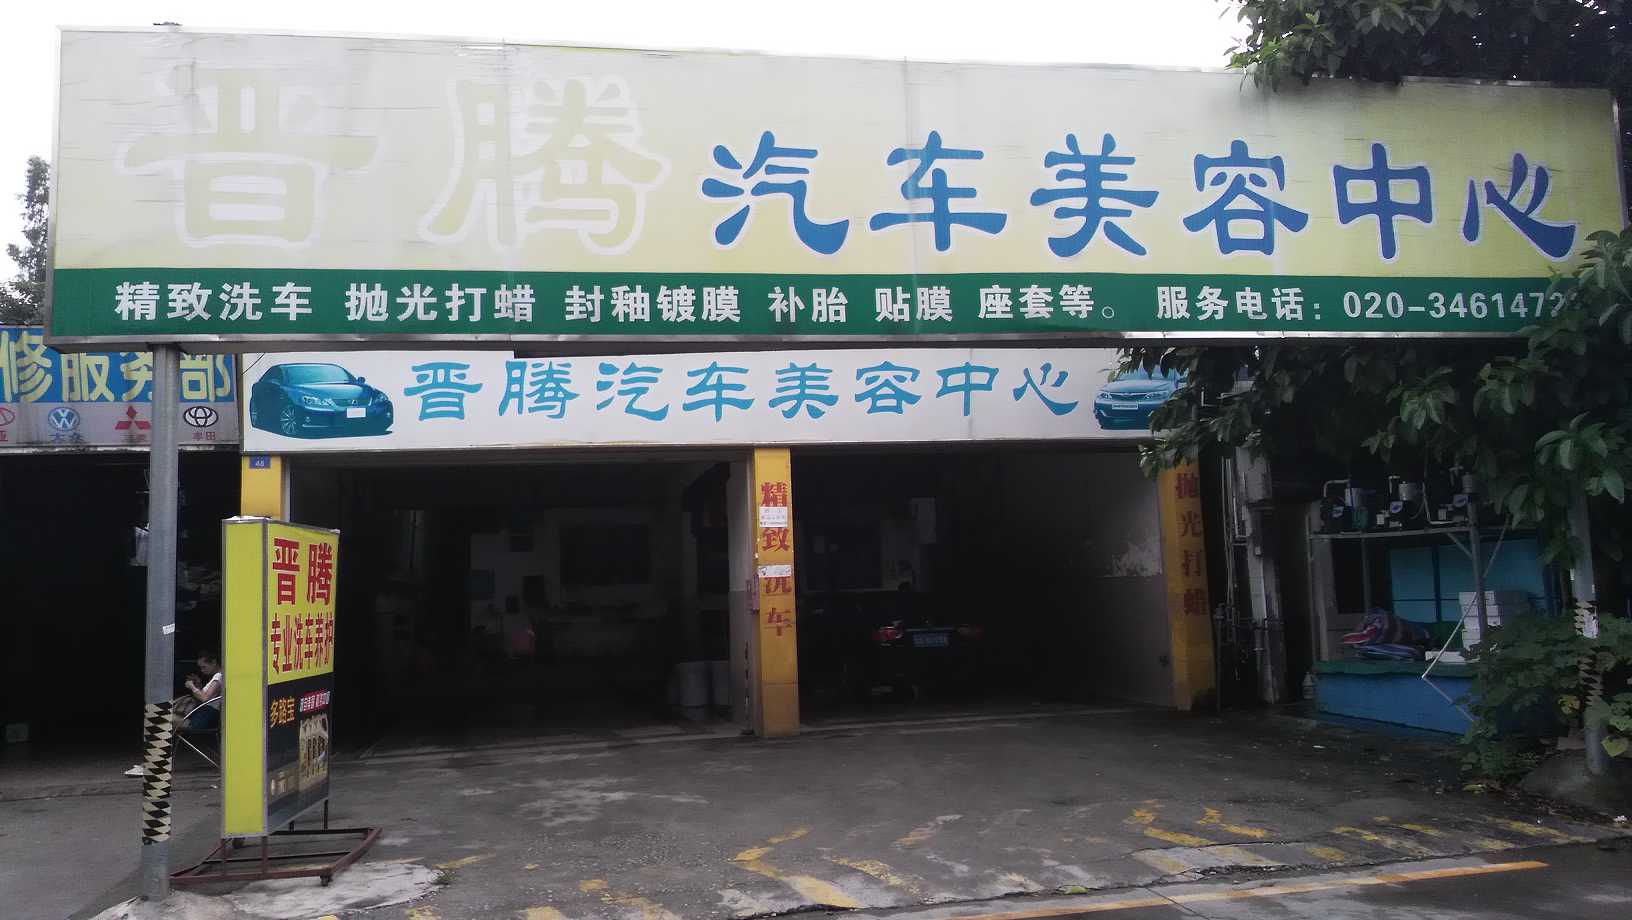 晋腾汽车美容中心
精致洗车 抛光打蜡 封釉镀膜 补胎 贴膜 座套等。 服务电话：020-3461472
修服务部
大众
丰田
晋腾汽车美容中心
48
精致洗车
抛光打蜡
晋腾
专业洗车养护
多路宝